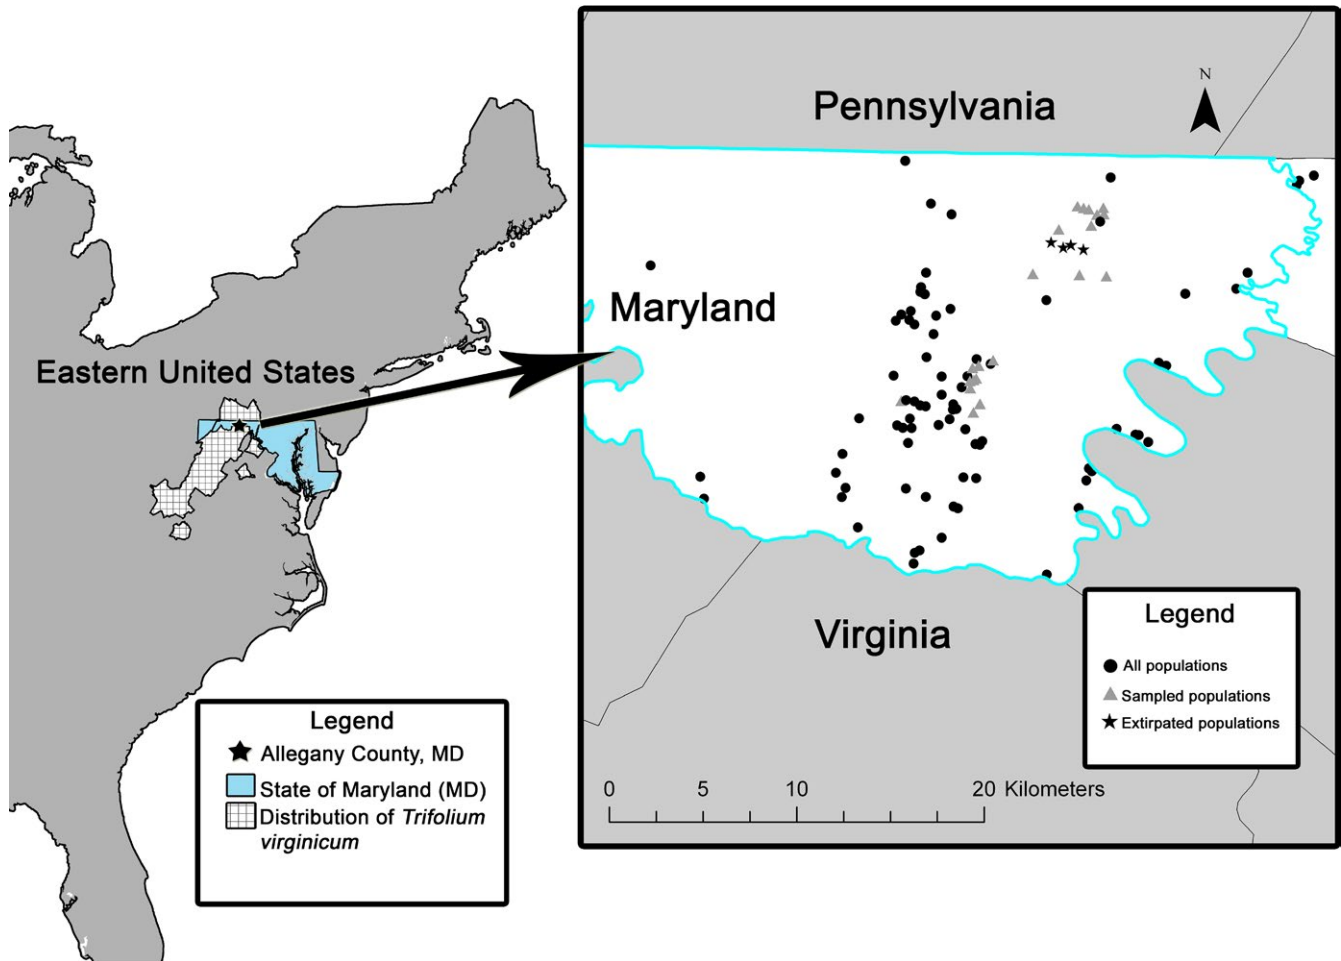 Eastern United States
Legend
Allegany County, MD
State of Maryland (MD)
Distribution of Trifolium
virginicum
Pennsylvania
N
Maryland
Virginia
Legend
All populations
Sampled populations
Extirpated populations
0 5 10 20 Kilometers